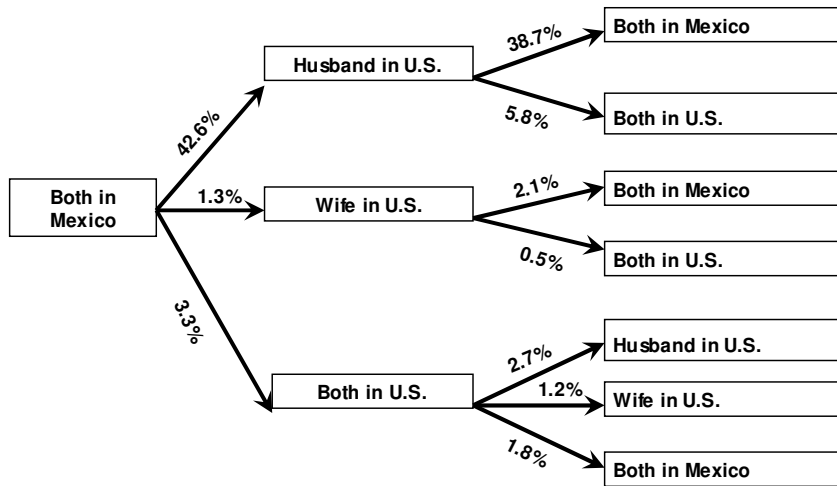 Both in Mexico
38.7%
Husband in U.S.
5.8%
Both in U.S.
42.6%
Both in
Mexico
1.3%
Wife in U.S.
2.1%
Both in Mexico
0.5%
Both in U.S.
3.3%
Both in U.S.
2.7%
Husband in U.S.
1.2%
Wife in U.S.
1.8%
Both in Mexico